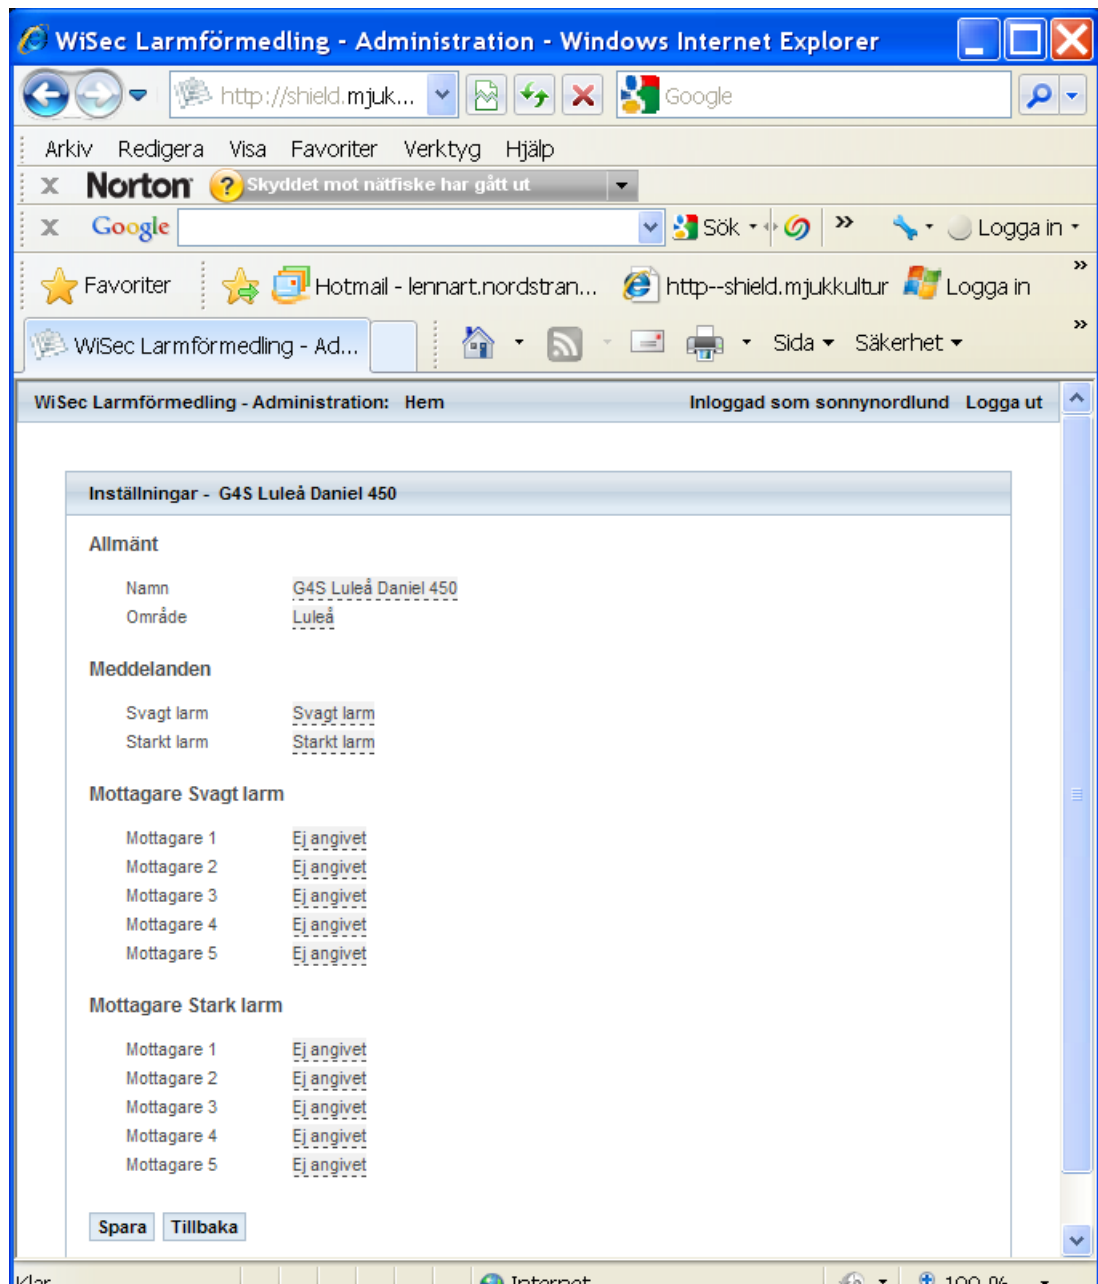 WiSec Larmförmedling - Administration - Windows Internet Explorer
http://shield.mjuk... Google
Arkiv Redigera Visa Favoriter Verktyg Hjälp
x Norton ? Skyddet mot nätfiske har gått ut
x Google Sök » Logga in
Favoriter Hotmail - lennart.nordstran... http--shield.mjukkultur Logga in »
WiSec Larmförmedling - Ad... Sida Säkerhet »
WiSec Larmförmedling - Administration: Hem Inloggad som sonnynordlund Logga ut
Inställningar - G4S Luleå Daniel 450
Allmänt
Namn G4S Luleå Daniel 450
Område Luleå
Meddelanden
Svagt larm Svagt larm
Starkt larm Starkt larm
Mottagare Svagt larm
Mottagare 1 Ej angivet
Mottagare 2 Ej angivet
Mottagare 3 Ej angivet
Mottagare 4 Ej angivet
Mottagare 5 Ej angivet
Mottagare Stark larm
Mottagare 1 Ej angivet
Mottagare 2 Ej angivet
Mottagare 3 Ej angivet
Mottagare 4 Ej angivet
Mottagare 5 Ej angivet
Spara Tillbaka
Klar Internet 100 %